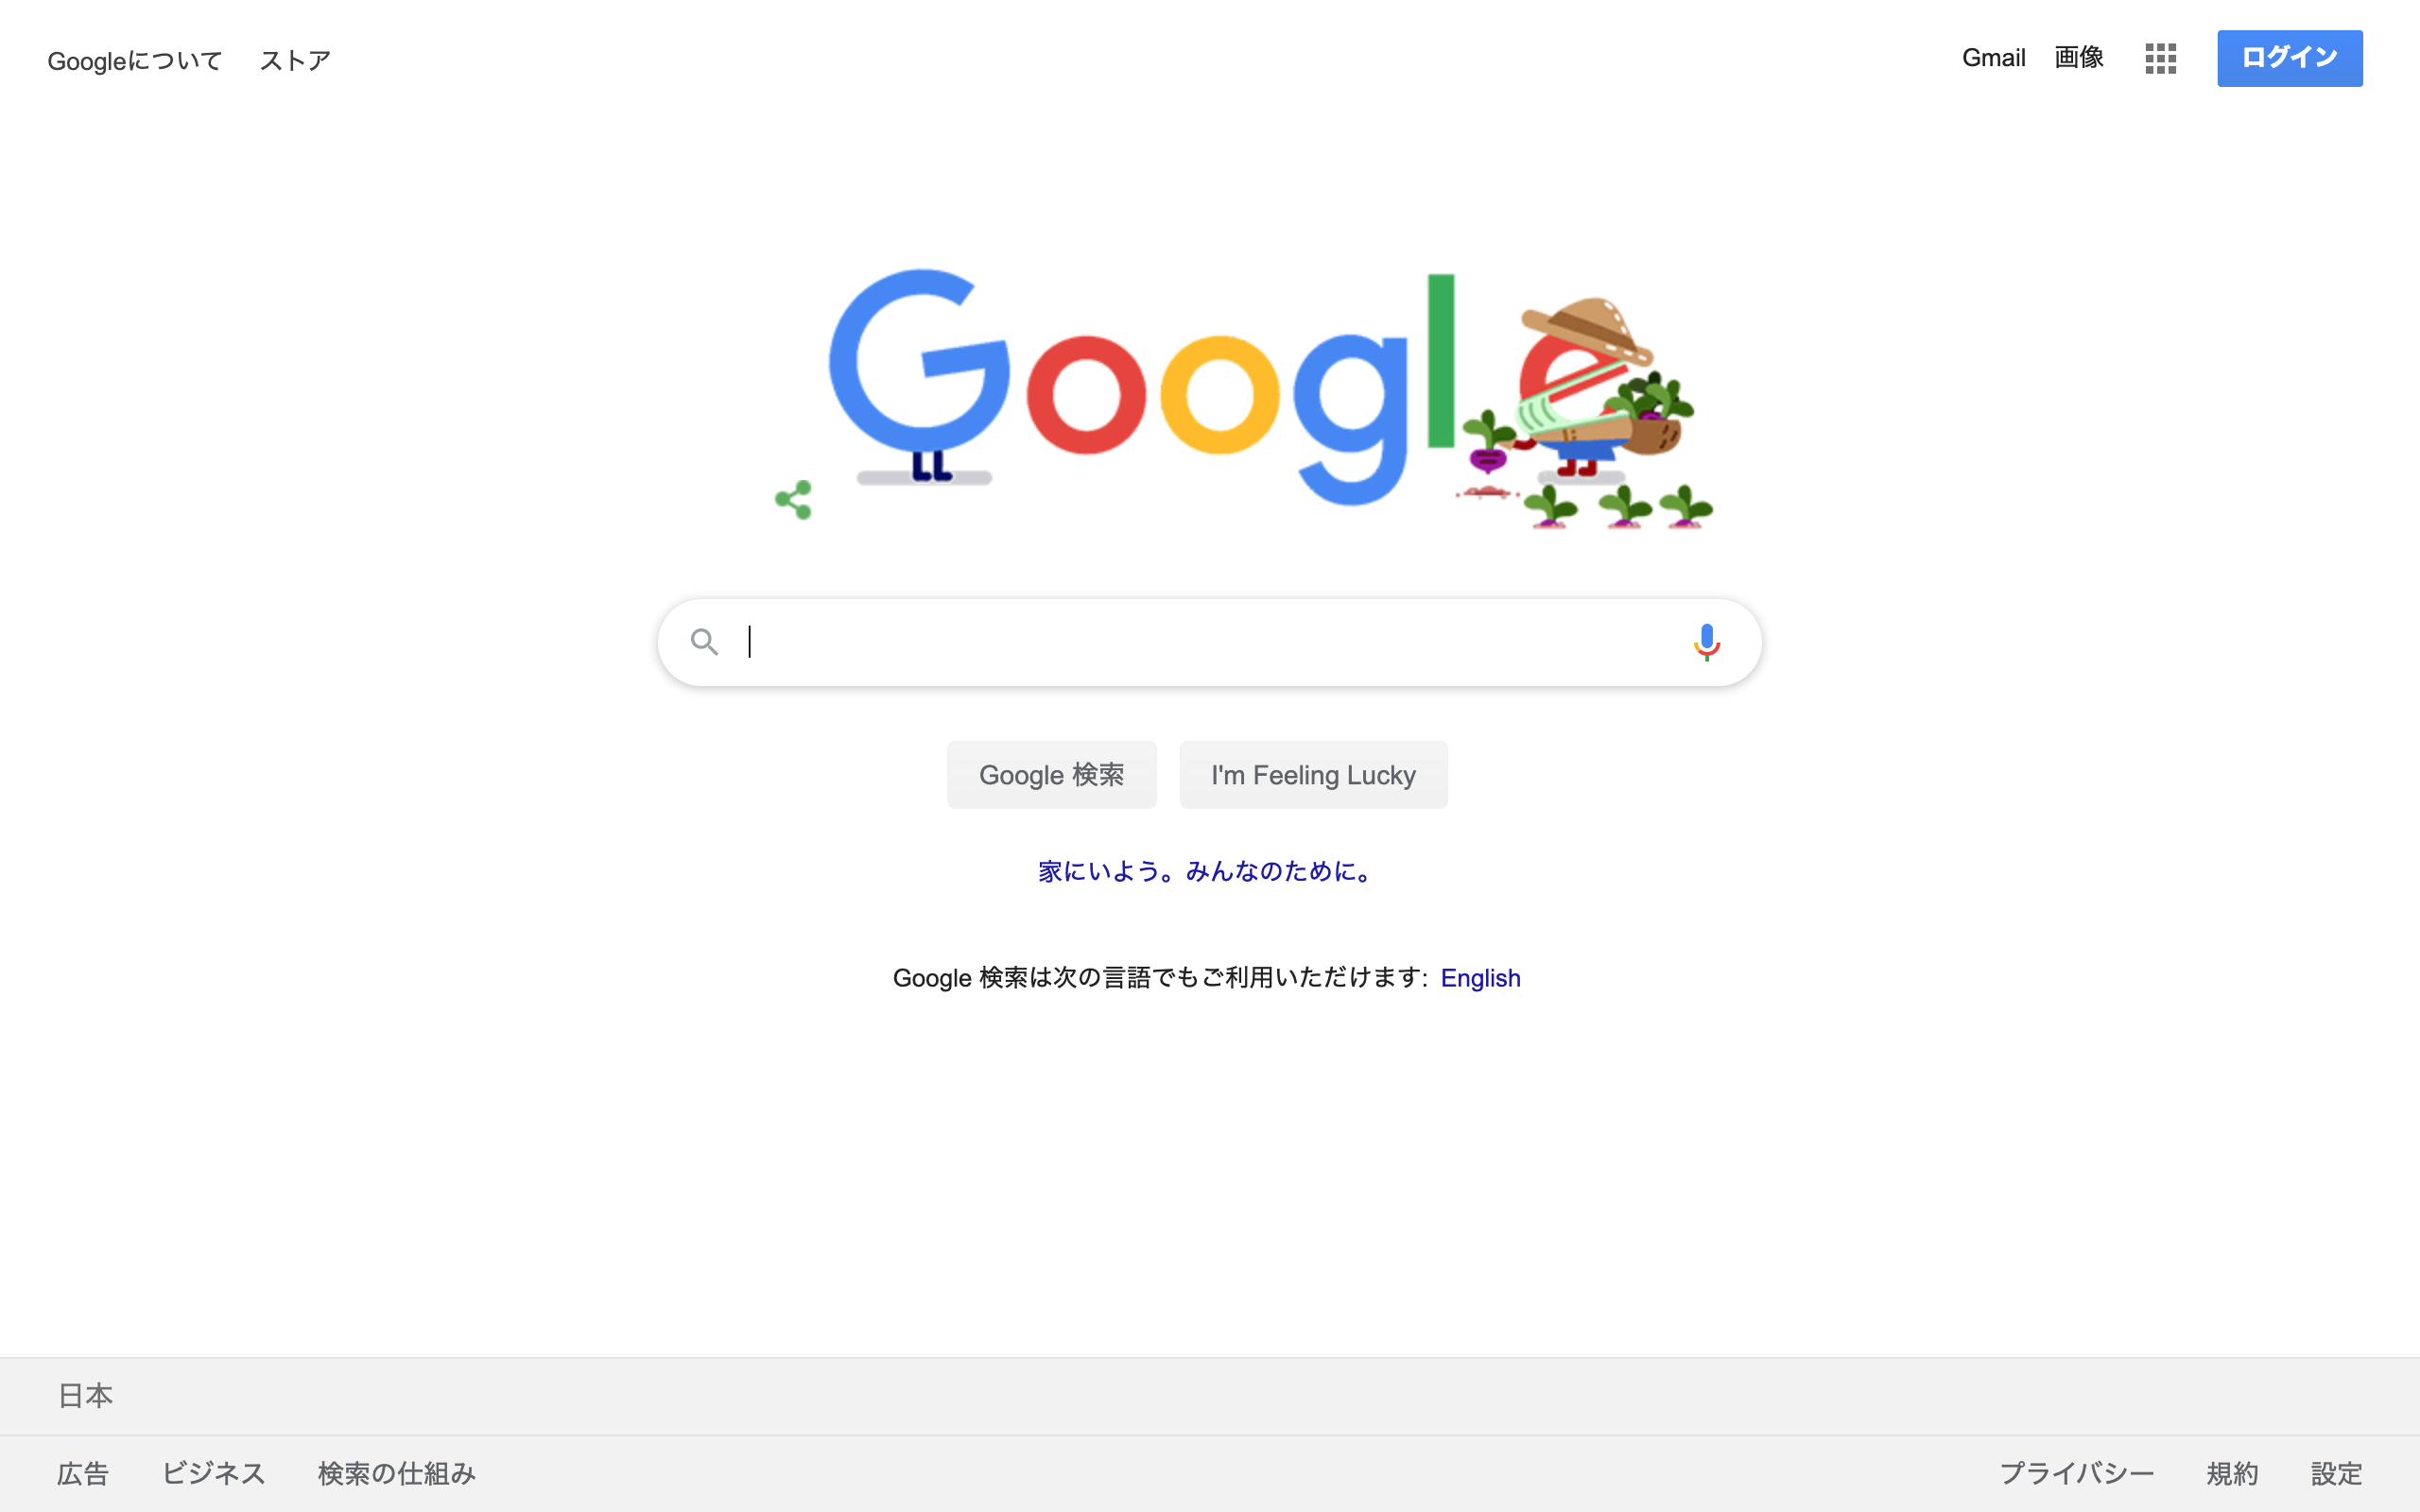 Googleについて ストア Gmail 画像 ログイン
Google
Google 検索 I'm Feeling Lucky
家にいよう。みんなのために。
Google 検索は次の言語でもご利用いただけます: English
日本
広告 ビジネス 検索の仕組み プライバシー 規約 設定